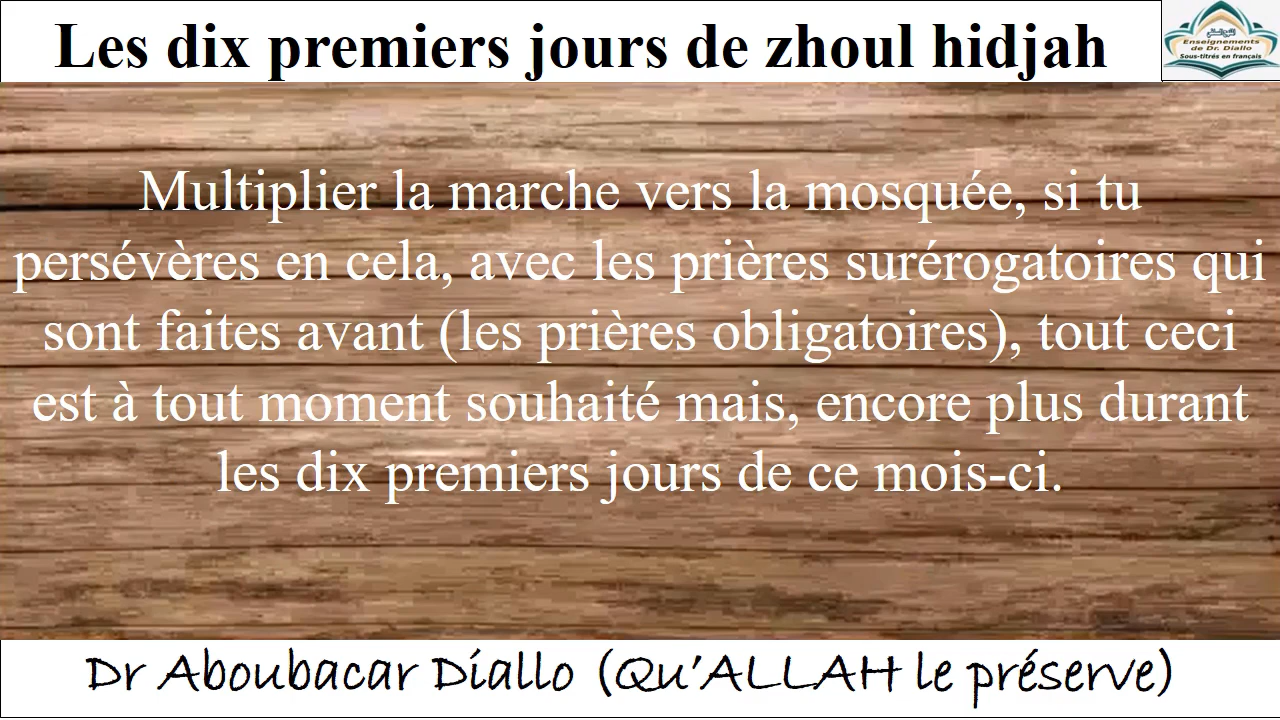 Les dix premiers jours de zhoul hidjah
Enseignements
de Dr. Diallo
Sous-titrés en français
Multiplier la marche vers la mosquée, si tu
persévères en cela, avec les prières surérogatoires qui
sont faites avant (les prières obligatoires), tout ceci
est à tout moment souhaité mais, encore plus durant
les dix premiers jours de ce mois-ci.
Dr Aboubacar Diallo (Qu'ALLAH le préserve)